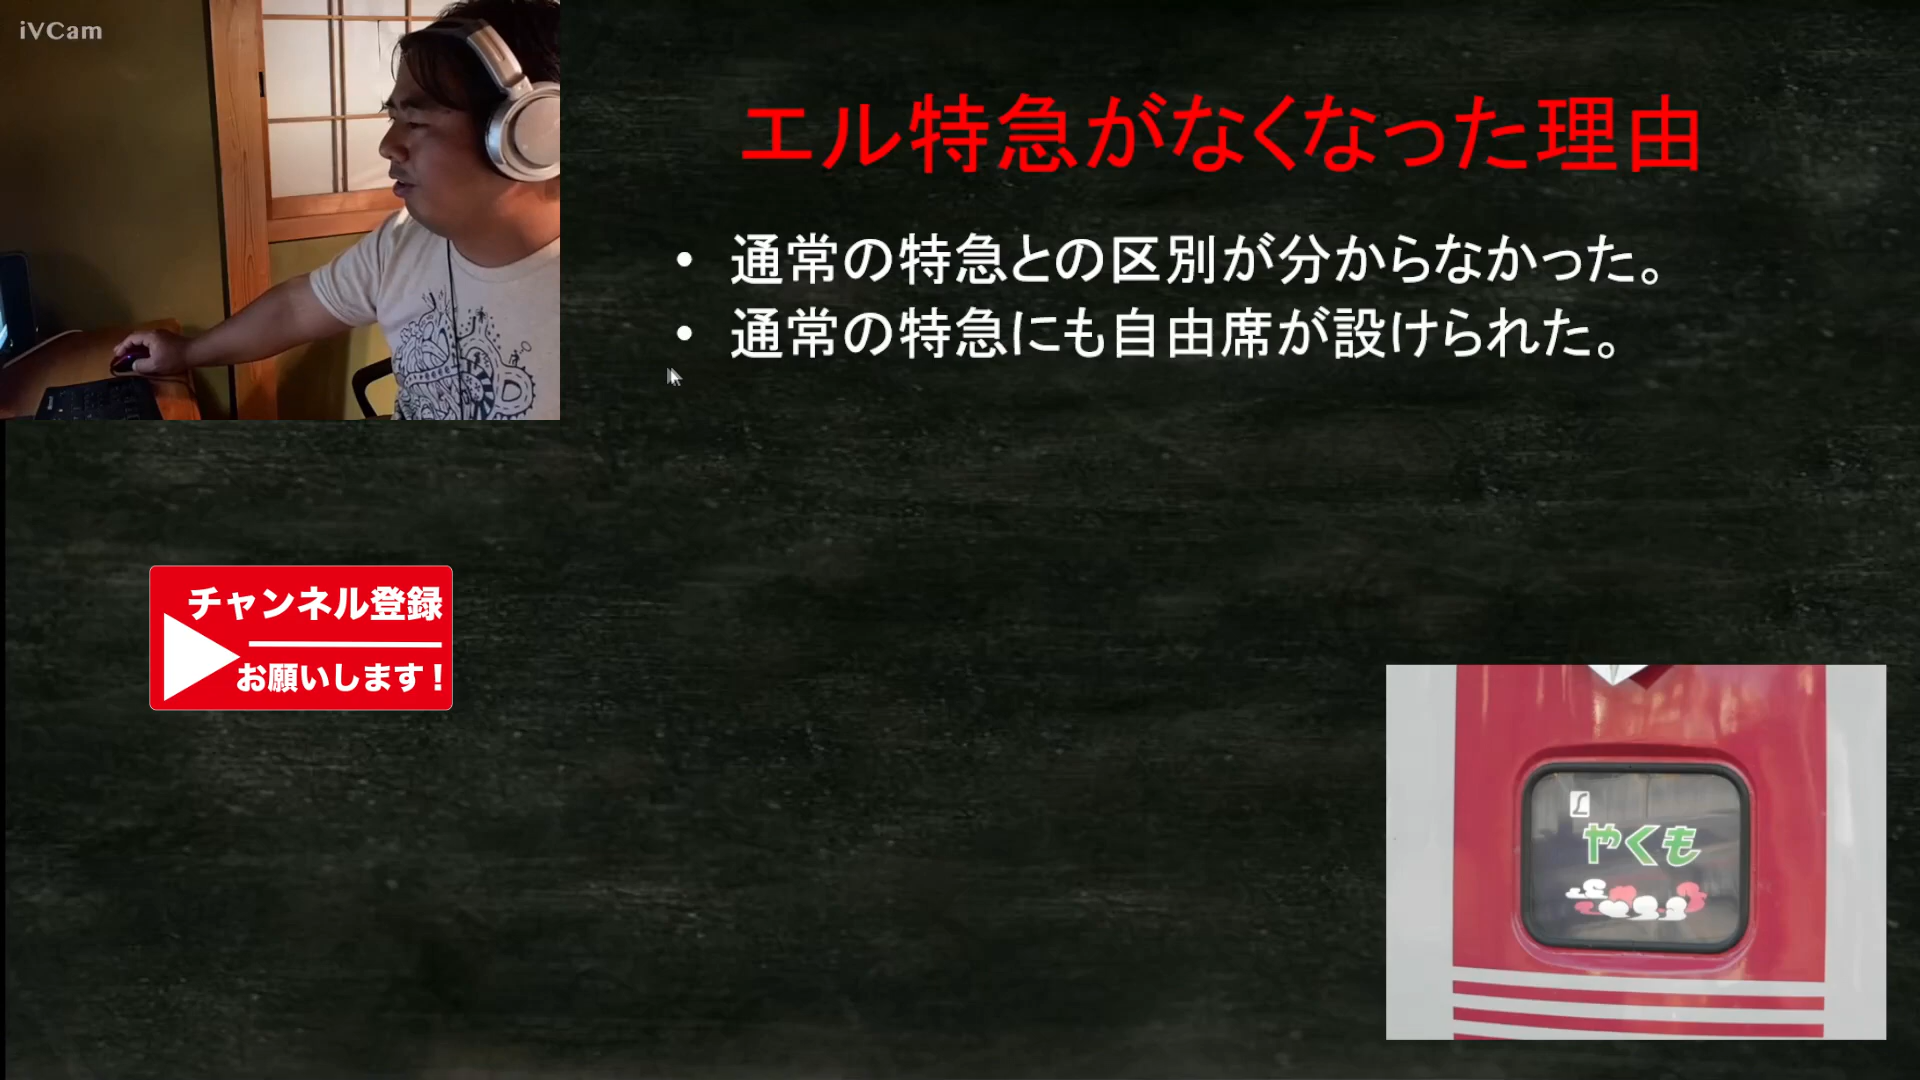 iVCam
エル特急がなくなった理由
• 通常の特急との区別が分からなかった。
• 通常の特急にも自由席が設けられた。
チャンネル登録
お願いします！
L
やくも